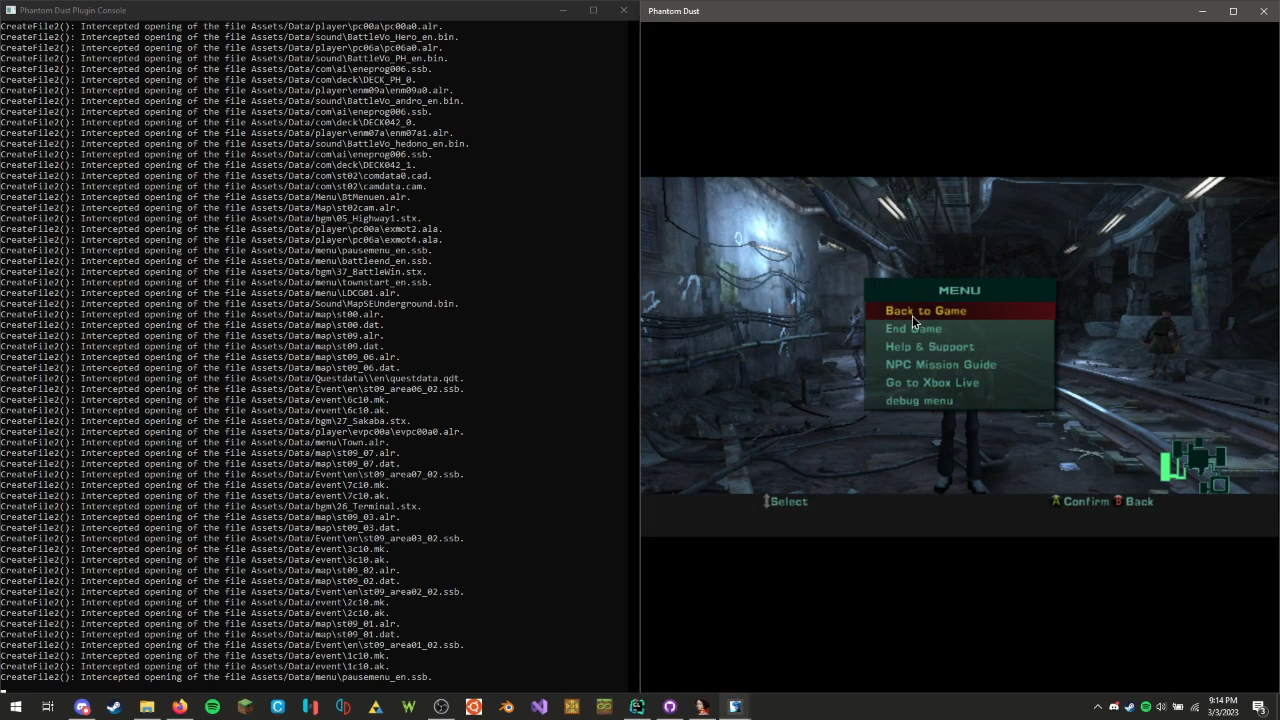 Phantom Dust Plugin Console
CreateFile2(): Intercepted opening of the file Assets/Data/player\pc00a\pc00a0.alr.
CreateFile2(): Intercepted opening of the file Assets/Data/sound\BattleVo_Hero_en.bin.
CreateFile2(): Intercepted opening of the file Assets/Data/player\pc06a\pc06a0.alr.
CreateFile2(): Intercepted opening of the file Assets/Data/sound\BattleVo_PH_en.bin.
CreateFile2(): Intercepted opening of the file Assets/Data/com\ai\eneprog006.ssb.
CreateFile2(): Intercepted opening of the file Assets/Data/com\deck\DECK_PH_0.
CreateFile2(): Intercepted opening of the file Assets/Data/player\enm09a\enm09a0.alr.
CreateFile2(): Intercepted opening of the file Assets/Data/sound\BattleVo_andro_en.bin.
CreateFile2(): Intercepted opening of the file Assets/Data/com\ai\eneprog006.ssb.
CreateFile2(): Intercepted opening of the file Assets/Data/com\deck\DECK042_0.
CreateFile2(): Intercepted opening of the file Assets/Data/player\enm07a\enm07a1.alr.
CreateFile2(): Intercepted opening of the file Assets/Data/sound\BattleVo_hedono_en.bin.
CreateFile2(): Intercepted opening of the file Assets/Data/com\ai\eneprog006.ssb.
CreateFile2(): Intercepted opening of the file Assets/Data/com\deck\DECK042_1.
CreateFile2(): Intercepted opening of the file Assets/Data/com\st02\comdata0.cad.
CreateFile2(): Intercepted opening of the file Assets/Data/com\st02\camdata.cam.
CreateFile2(): Intercepted opening of the file Assets/Data/Menu\BtMenuen.alr.
CreateFile2(): Intercepted opening of the file Assets/Data/Map\st02cam.alr.
CreateFile2(): Intercepted opening of the file Assets/Data/bgm\05_Highway1.stx.
CreateFile2(): Intercepted opening of the file Assets/Data/player\pc00a\exmot2.ala.
CreateFile2(): Intercepted opening of the file Assets/Data/player\pc06a\exmot4.ala.
CreateFile2(): Intercepted opening of the file Assets/Data/menu\pausemenu_en.ssb.
CreateFile2(): Intercepted opening of the file Assets/Data/menu\battleend_en.ssb.
CreateFile2(): Intercepted opening of the file Assets/Data/bgm\37_BattleWin.stx.
CreateFile2(): Intercepted opening of the file Assets/Data/menu\townstart_en.ssb.
CreateFile2(): Intercepted opening of the file Assets/Data/menu\LDCG01.alr.
CreateFile2(): Intercepted opening of the file Assets/Data/Sound\MapSEUnderground.bin.
CreateFile2(): Intercepted opening of the file Assets/Data/map\st00.alr.
CreateFile2(): Intercepted opening of the file Assets/Data/map\st00.dat.
CreateFile2(): Intercepted opening of the file Assets/Data/map\st09.alr.
CreateFile2(): Intercepted opening of the file Assets/Data/map\st09.dat.
CreateFile2(): Intercepted opening of the file Assets/Data/map\st09_06.alr.
CreateFile2(): Intercepted opening of the file Assets/Data/map\st09_06.dat.
CreateFile2(): Intercepted opening of the file Assets/Data/Questdata\\en\questdata.qdt.
CreateFile2(): Intercepted opening of the file Assets/Data/Event\en\st09_area06_02.ssb.
CreateFile2(): Intercepted opening of the file Assets/Data/event\6c10.mk.
CreateFile2(): Intercepted opening of the file Assets/Data/event\6c10.ak.
CreateFile2(): Intercepted opening of the file Assets/Data/bgm\27_Sakaba.stx.
CreateFile2(): Intercepted opening of the file Assets/Data/player\evpc00a\evpc00a0.alr.
CreateFile2(): Intercepted opening of the file Assets/Data/menu\Town.alr.
CreateFile2(): Intercepted opening of the file Assets/Data/map\st09_07.alr.
CreateFile2(): Intercepted opening of the file Assets/Data/map\st09_07.dat.
CreateFile2(): Intercepted opening of the file Assets/Data/Event\en\st09_area07_02.ssb.
CreateFile2(): Intercepted opening of the file Assets/Data/event\7c10.mk.
CreateFile2(): Intercepted opening of the file Assets/Data/event\7c10.ak.
CreateFile2(): Intercepted opening of the file Assets/Data/bgm\26_Terminal.stx.
CreateFile2(): Intercepted opening of the file Assets/Data/map\st09_03.alr.
CreateFile2(): Intercepted opening of the file Assets/Data/map\st09_03.dat.
CreateFile2(): Intercepted opening of the file Assets/Data/Event\en\st09_area03_02.ssb.
CreateFile2(): Intercepted opening of the file Assets/Data/event\3c10.mk.
CreateFile2(): Intercepted opening of the file Assets/Data/event\3c10.ak.
CreateFile2(): Intercepted opening of the file Assets/Data/map\st09_02.alr.
CreateFile2(): Intercepted opening of the file Assets/Data/map\st09_02.dat.
CreateFile2(): Intercepted opening of the file Assets/Data/Event\en\st09_area02_02.ssb.
CreateFile2(): Intercepted opening of the file Assets/Data/event\2c10.mk.
CreateFile2(): Intercepted opening of the file Assets/Data/event\2c10.ak.
CreateFile2(): Intercepted opening of the file Assets/Data/map\st09_01.alr.
CreateFile2(): Intercepted opening of the file Assets/Data/map\st09_01.dat.
CreateFile2(): Intercepted opening of the file Assets/Data/Event\en\st09_area01_02.ssb.
CreateFile2(): Intercepted opening of the file Assets/Data/event\1c10.mk.
CreateFile2(): Intercepted opening of the file Assets/Data/event\1c10.ak.
CreateFile2(): Intercepted opening of the file Assets/Data/menu\pausemenu_en.ssb.
Phantom Dust
MENU
Back to Game
End Game
Help & Support
NPC Mission Guide
Go to Xbox Live
debug menu
Select
A Confirm B Back
9:14 PM
3/3/2023
3